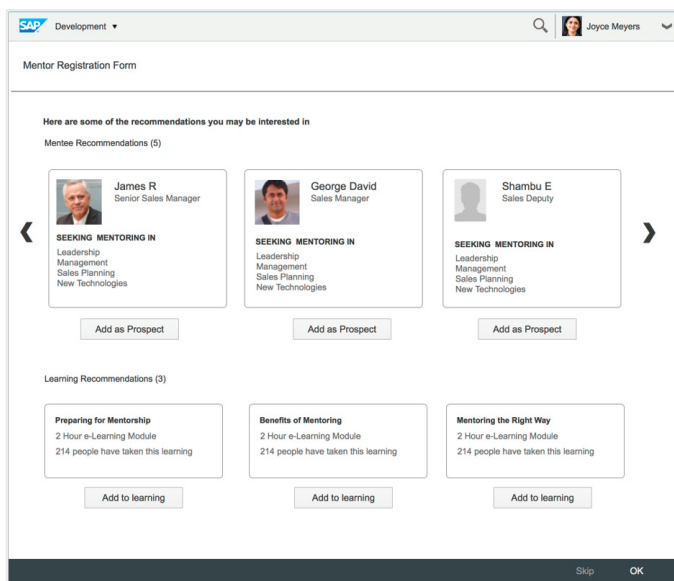 SAP Development Joyce Meyers
Mentor Registration Form
Here are some of the recommendations you may be interested in
Mentee Recommendations (5)
James R
Senior Sales Manager
SEEKING MENTORING IN
Leadership
Management
Sales Planning
New Technologies
Add as Prospect
George David
Sales Manager
SEEKING MENTORING IN
Leadership
Management
Sales Planning
New Technologies
Add as Prospect
Shambu E
Sales Deputy
SEEKING MENTORING IN
Leadership
Management
Sales Planning
New Technologies
Add as Prospect
Learning Recommendations (3)
Preparing for Mentorship
2 Hour e-Learning Module
214 people have taken this learning
Add to learning
Benefits of Mentoring
2 Hour e-Learning Module
214 people have taken this learning
Add to learning
Mentoring the Right Way
2 Hour e-Learning Module
214 people have taken this learning
Add to learning
Skip OK